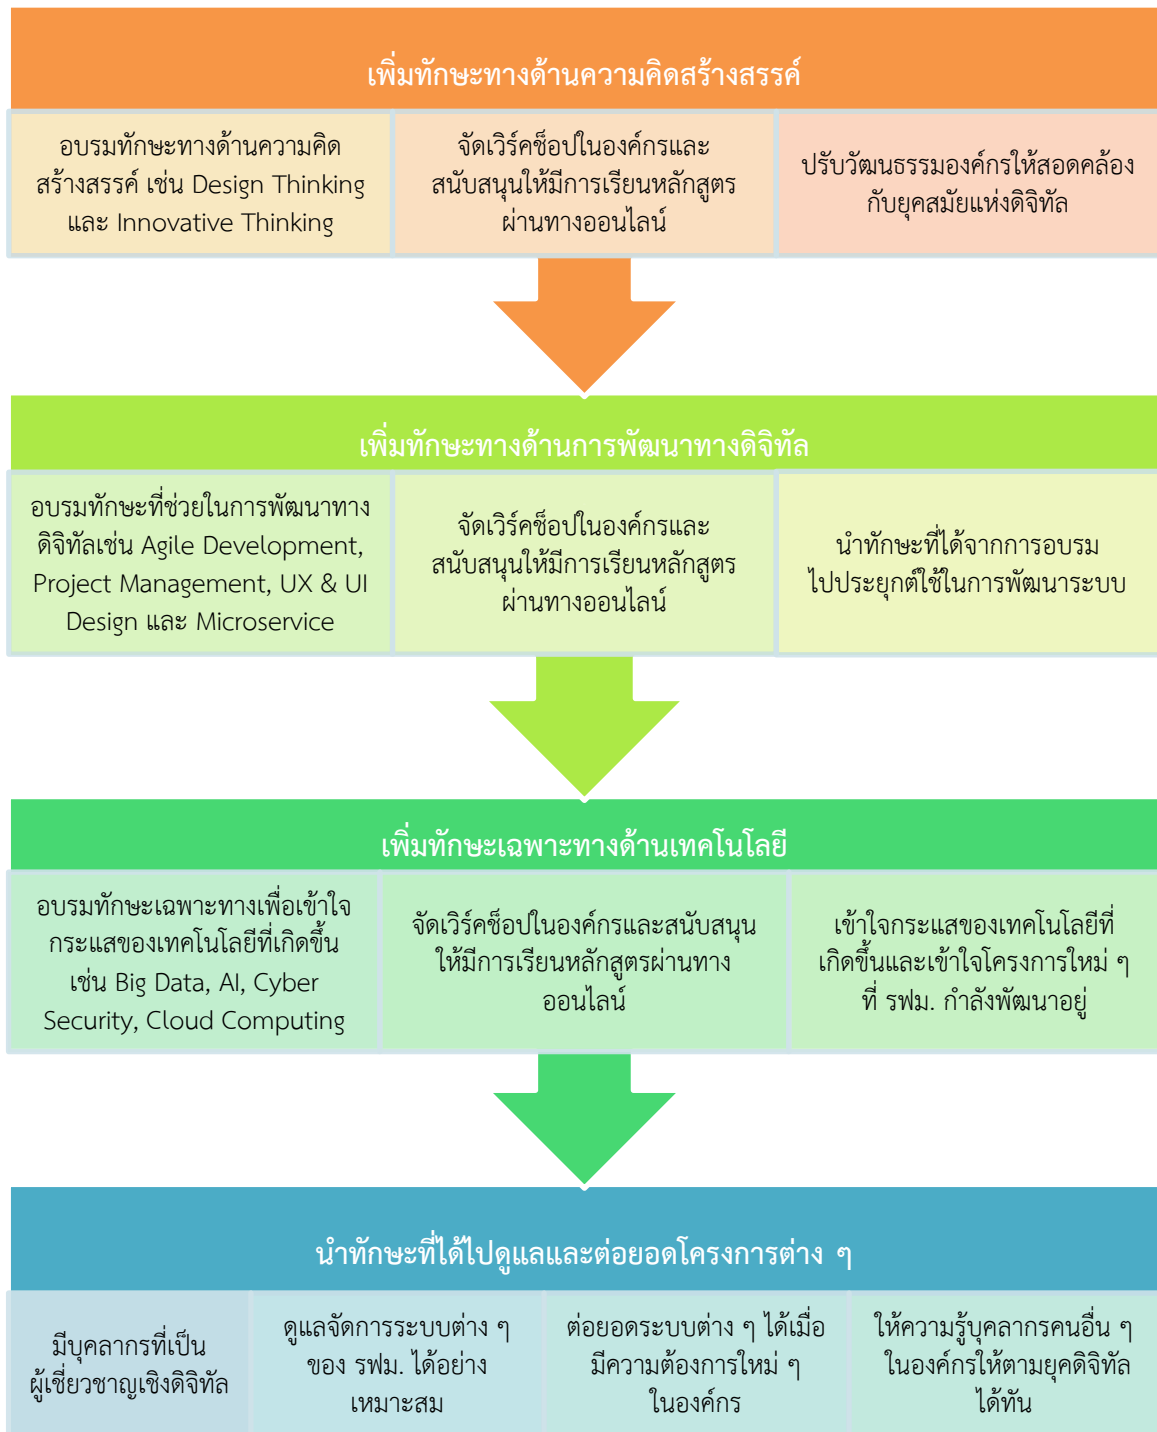 เพิ่มทักษะทางด้านความคิดสร้างสรรค์
อบรมทักษะทางด้านความคิด
สร้างสรรค์ เช่น Design Thinking
และ Innovative Thinking
จัดเวิร์คช็อปในองค์กรและ
สนับสนุนให้มีการเรียนหลักสูตร
ผ่านทางออนไลน์
ปรับวัฒนธรรมองค์กรให้สอดคล้อง
กับยุคสมัยแห่งดิจิทัล
เพิ่มทักษะทางด้านการพัฒนาทางดิจิทัล
อบรมทักษะที่ช่วยในการพัฒนาทาง
ดิจิทัลเช่น Agile Development,
Project Management, UX & UI
Design และ Microservice
จัดเวิร์คช็อปในองค์กรและ
สนับสนุนให้มีการเรียนหลักสูตร
ผ่านทางออนไลน์
นำทักษะที่ได้จากการอบรม
ไปประยุกต์ใช้ในการพัฒนาระบบ
เพิ่มทักษะเฉพาะทางด้านเทคโนโลยี
อบรมทักษะเฉพาะทางเพื่อเข้าใจ
กระแสของเทคโนโลยีที่เกิดขึ้น
เช่น Big Data, AI, Cyber
Security, Cloud Computing
จัดเวิร์คช็อปในองค์กรและสนับสนุน
ให้มีการเรียนหลักสูตรผ่านทาง
ออนไลน์
เข้าใจกระแสของเทคโนโลยีที่
เกิดขึ้นและเข้าใจโครงการใหม่ ๆ
ที่ รฟม. กำลังพัฒนาอยู่
นำทักษะที่ได้ไปดูแลและต่อยอดโครงการต่าง ๆ
มีบุคลากรที่เป็น
ผู้เชี่ยวชาญเชิงดิจิทัล
ดูแลจัดการระบบต่าง ๆ
ของ รฟม. ได้อย่าง
เหมาะสม
ต่อยอดระบบต่าง ๆ ได้เมื่อ
มีความต้องการใหม่ ๆ
ในองค์กร
ให้ความรู้บุคลากรคนอื่น ๆ
ในองค์กรให้ตามยุคดิจิทัล
ได้ทัน